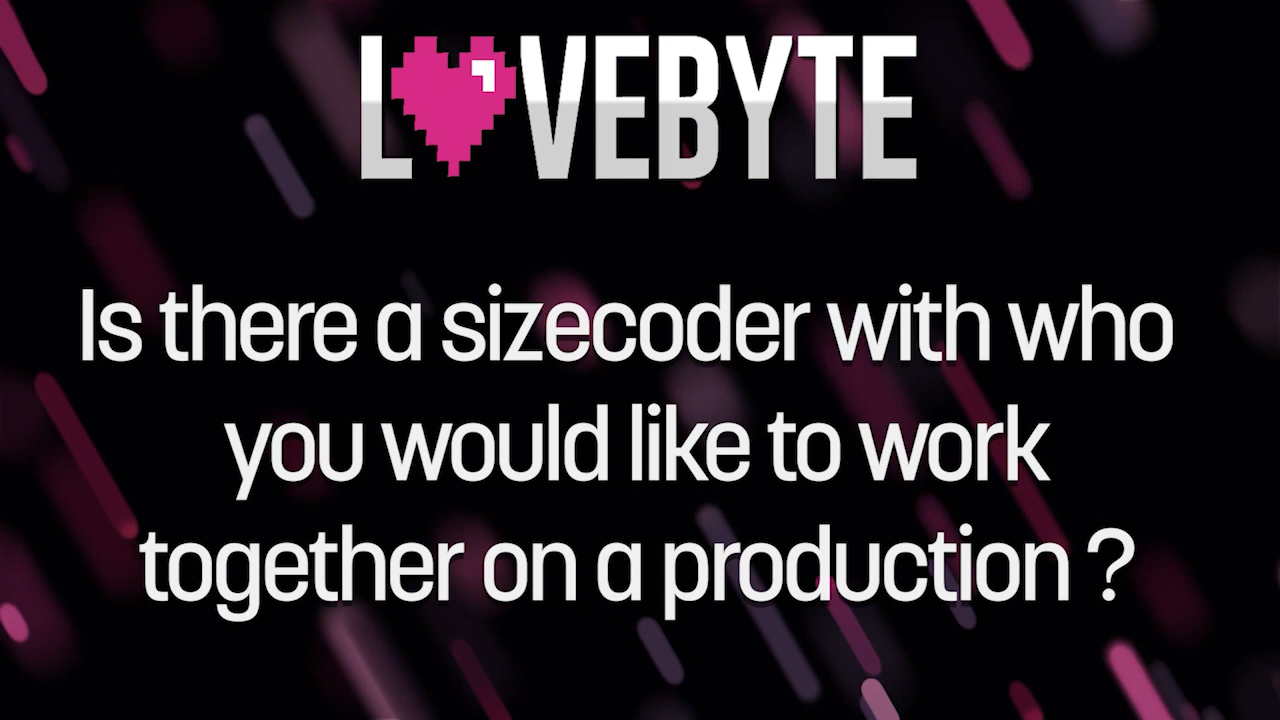 LOVEBYTE
Is there a sizecoder with who
you would like to work
together on a production ?